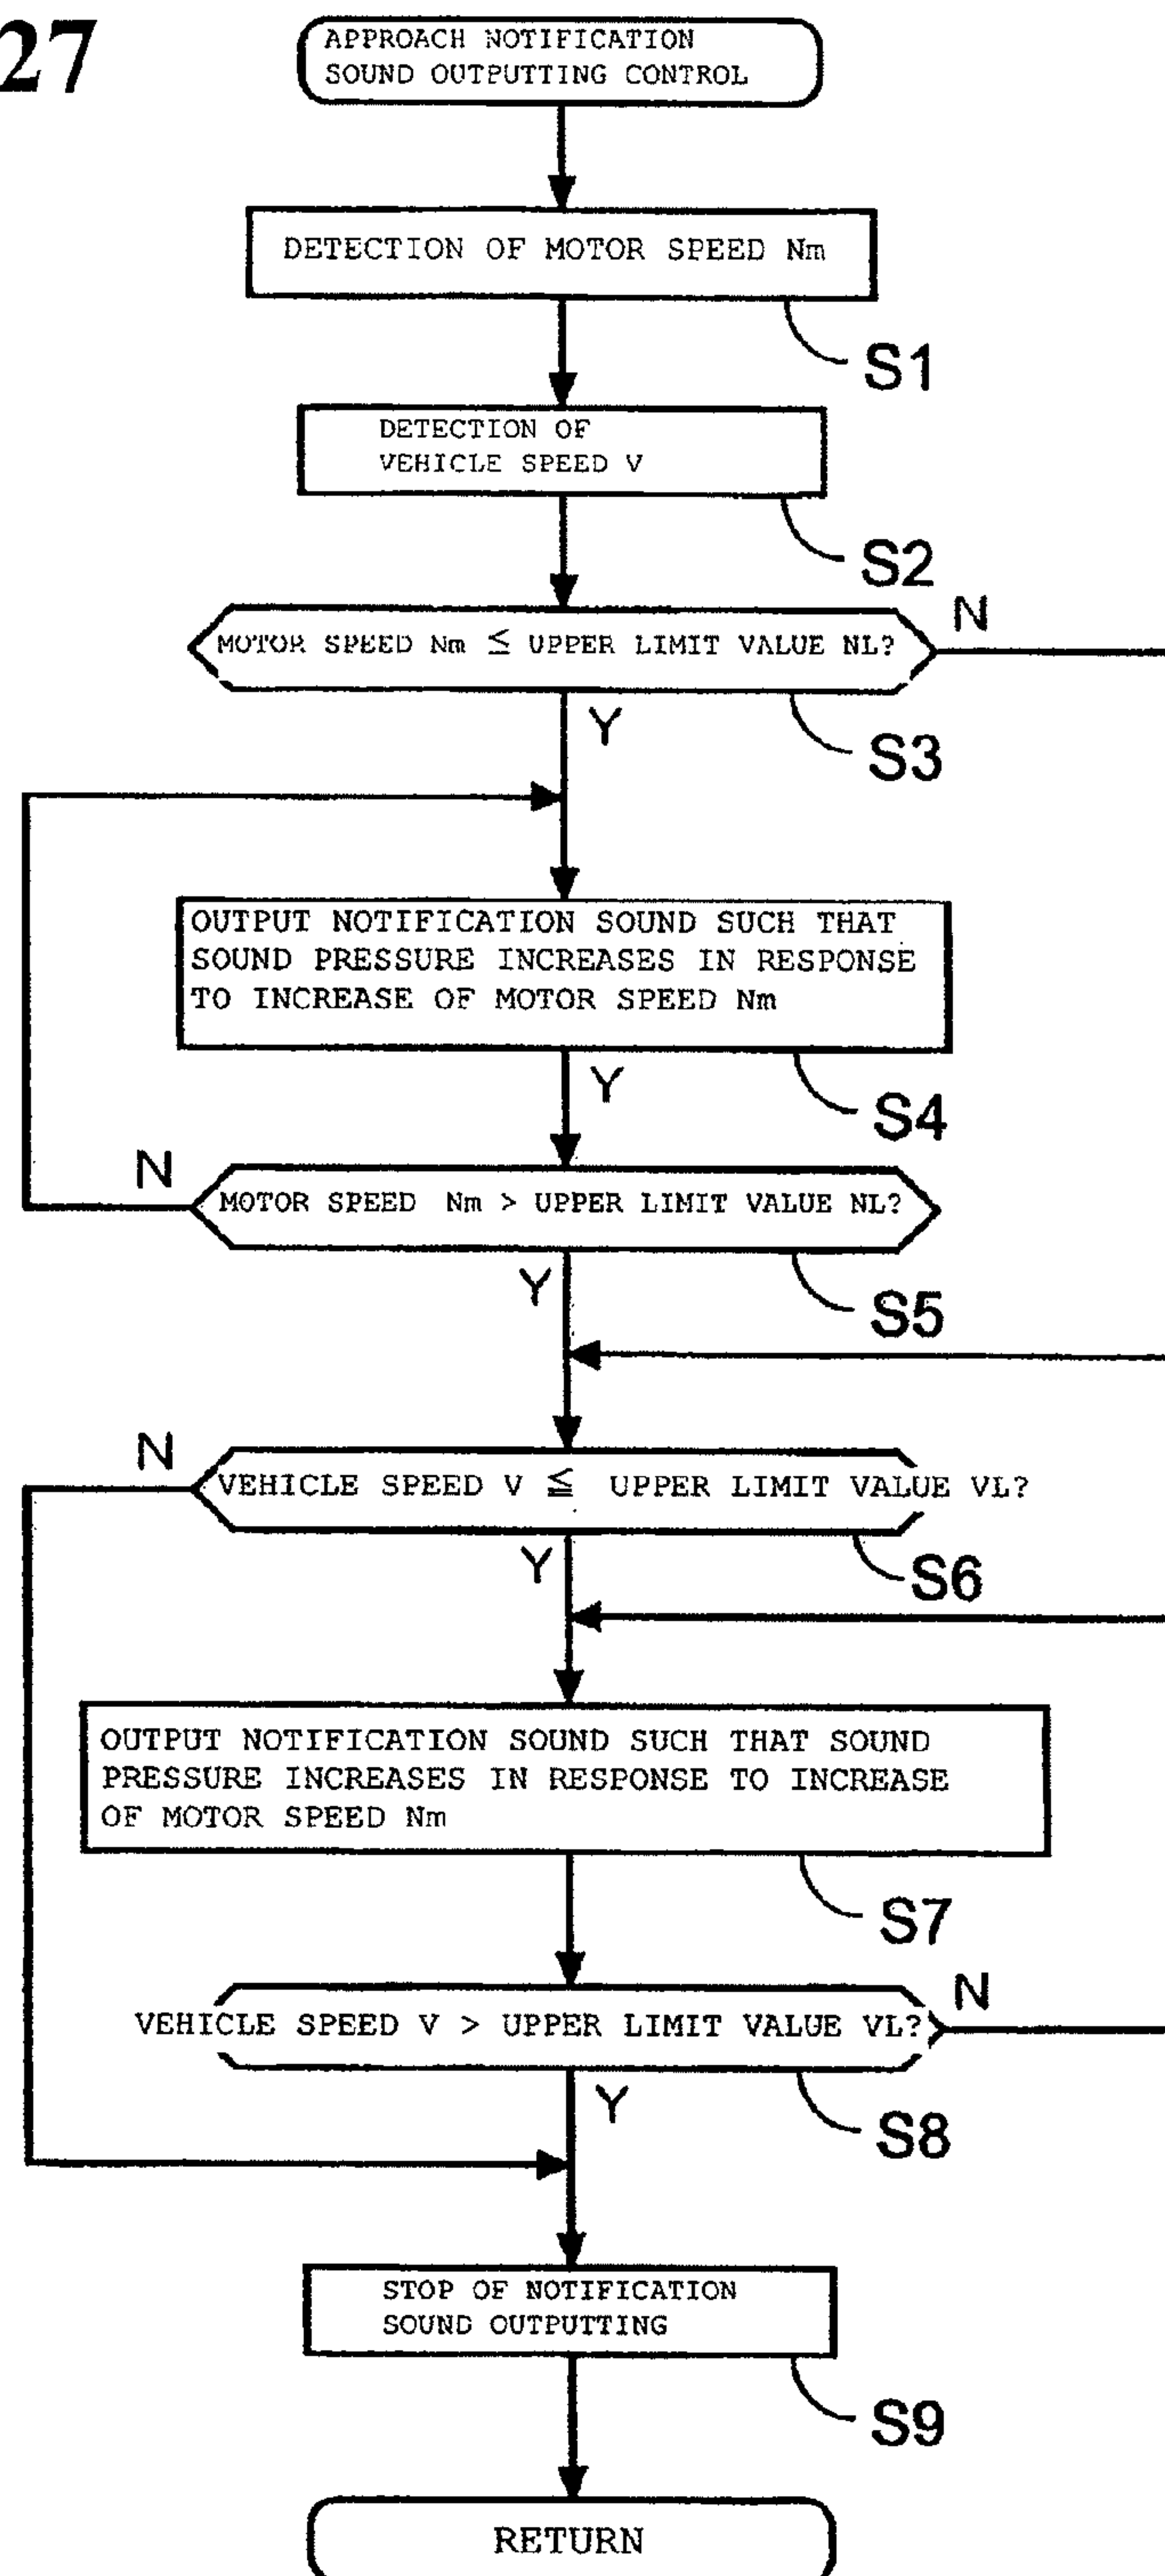 27
APPROACH NOTIFICATION
SOUND OUTPUTTING CONTROL
DETECTION OF MOTOR SPEED Nm
S1
DETECTION OF
VEHICLE SPEED V
S2
MOTOR SPEED Nm ≦ UPPER LIMIT VALUE NL?
N
Y
S3
OUTPUT NOTIFICATION SOUND SUCH THAT
SOUND PRESSURE INCREASES IN RESPONSE
TO INCREASE OF MOTOR SPEED Nm
Y
S4
N
MOTOR SPEED Nm > UPPER LIMIT VALUE NL?
Y
S5
N
VEHICLE SPEED V ≦ UPPER LIMIT VALUE VL?
Y
S6
OUTPUT NOTIFICATION SOUND SUCH THAT SOUND
PRESSURE INCREASES IN RESPONSE TO INCREASE
OF MOTOR SPEED Nm
S7
N
VEHICLE SPEED V > UPPER LIMIT VALUE VL?
Y
S8
STOP OF NOTIFICATION
SOUND OUTPUTTING
S9
RETURN